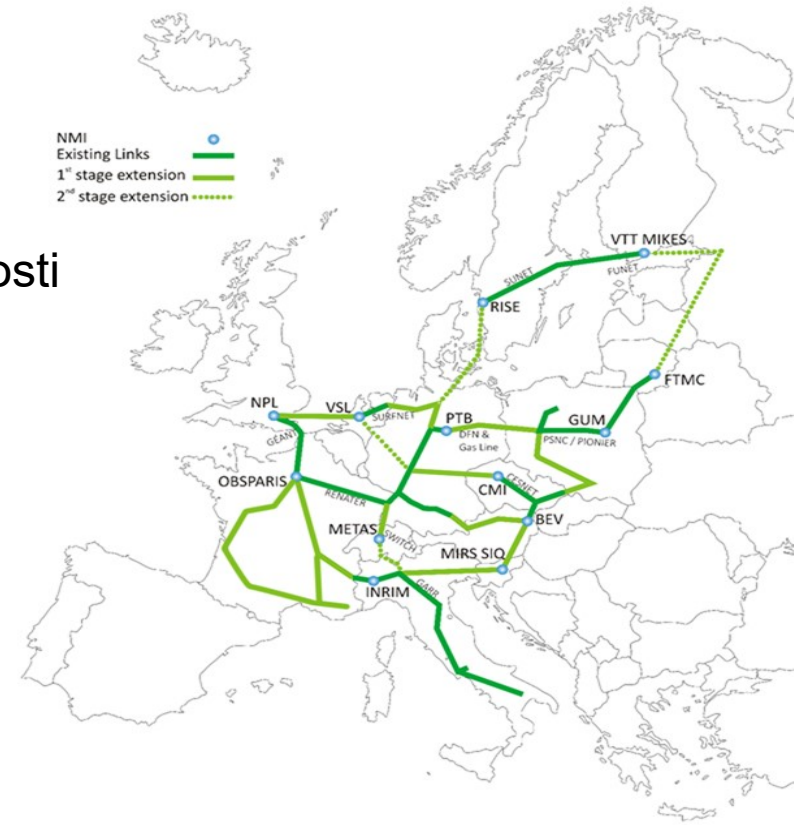 NMI
Existing Links
1st stage extension
2nd stage extension
osti
VTT MIKES
SUNET
FUNET
RISE
FTMC
NPL
VSL
SURFNET
PTB
DFN &
Gas Line
GUM
PSNC / PIONIER
GÉANT
OBSPARIS
RENATER
CMI
CESNET
BEV
METAS
SWITCH
MIRS SIQ
INRIM
GARR